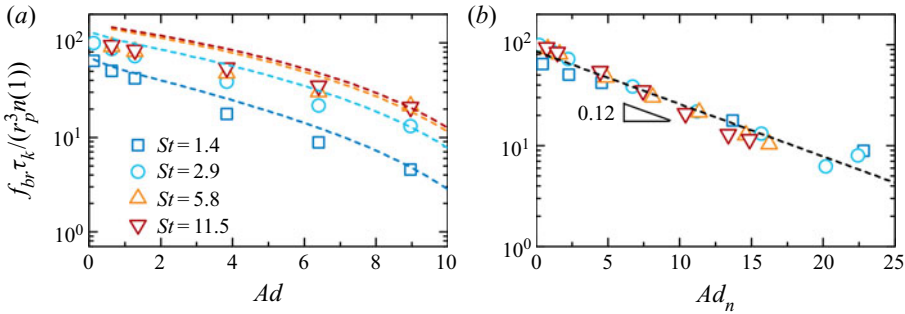 (a)
f_br τ_k/(r_p^3 n(1))
10^2
10^1
10^0
St = 1.4
St = 2.9
St = 5.8
St = 11.5
0 2 4 6 8 10
Ad
(b)
10^2
10^1
10^0
0.12
0 5 10 15 20 25
Ad_n